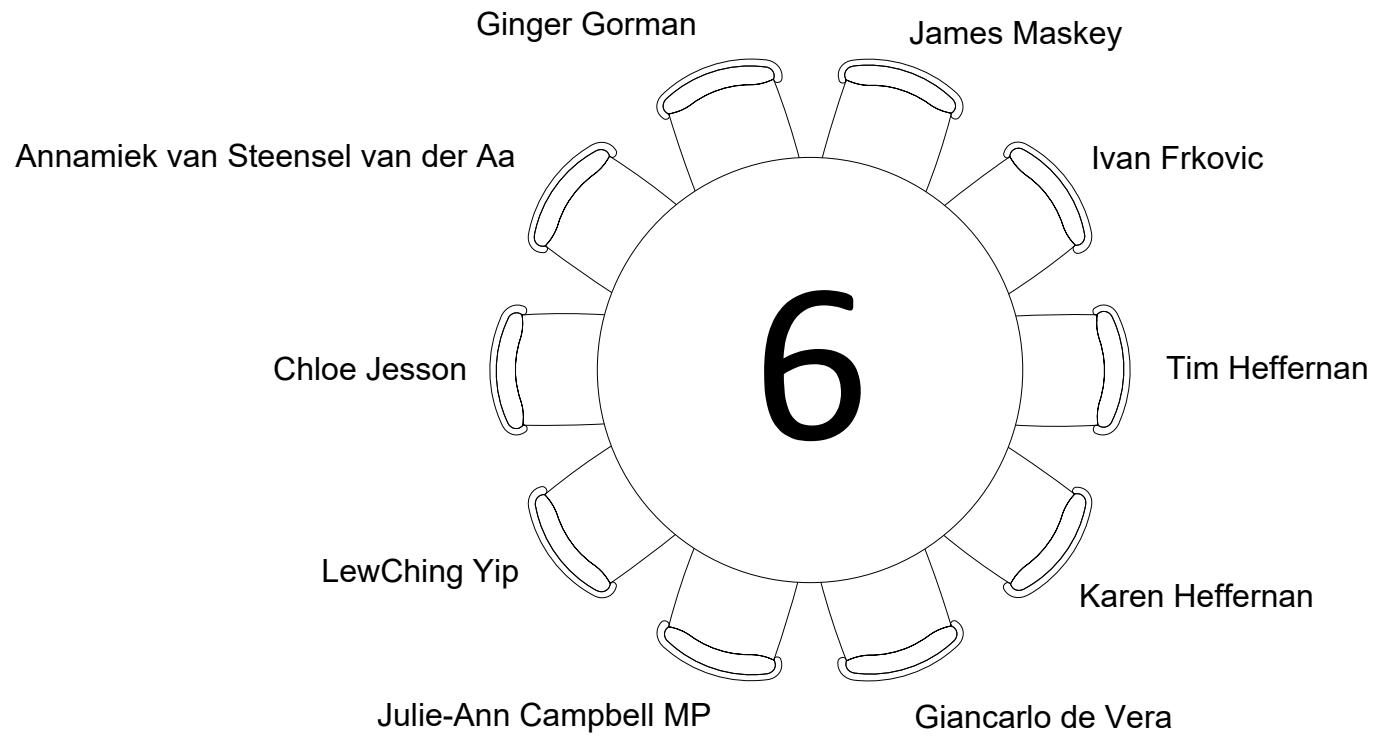 Ginger Gorman
James Maskey
Annamiek van Steensel van der Aa
Ivan Frkovic
6
Chloe Jesson
Tim Heffernan
LewChing Yip
Karen Heffernan
Julie-Ann Campbell MP
Giancarlo de Vera